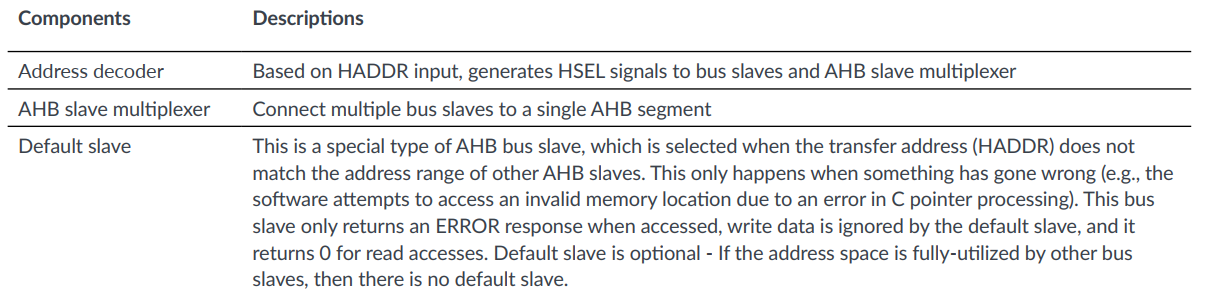 Components Descriptions
Address decoder Based on HADDR input, generates HSEL signals to bus slaves and AHB slave multiplexer
AHB slave multiplexer Connect multiple bus slaves to a single AHB segment
Default slave This is a special type of AHB bus slave, which is selected when the transfer address (HADDR) does not
match the address range of other AHB slaves. This only happens when something has gone wrong (e.g., the
software attempts to access an invalid memory location due to an error in C pointer processing). This bus
slave only returns an ERROR response when accessed, write data is ignored by the default slave, and it
returns 0 for read accesses. Default slave is optional - If the address space is fully-utilized by other bus
slaves, then there is no default slave.